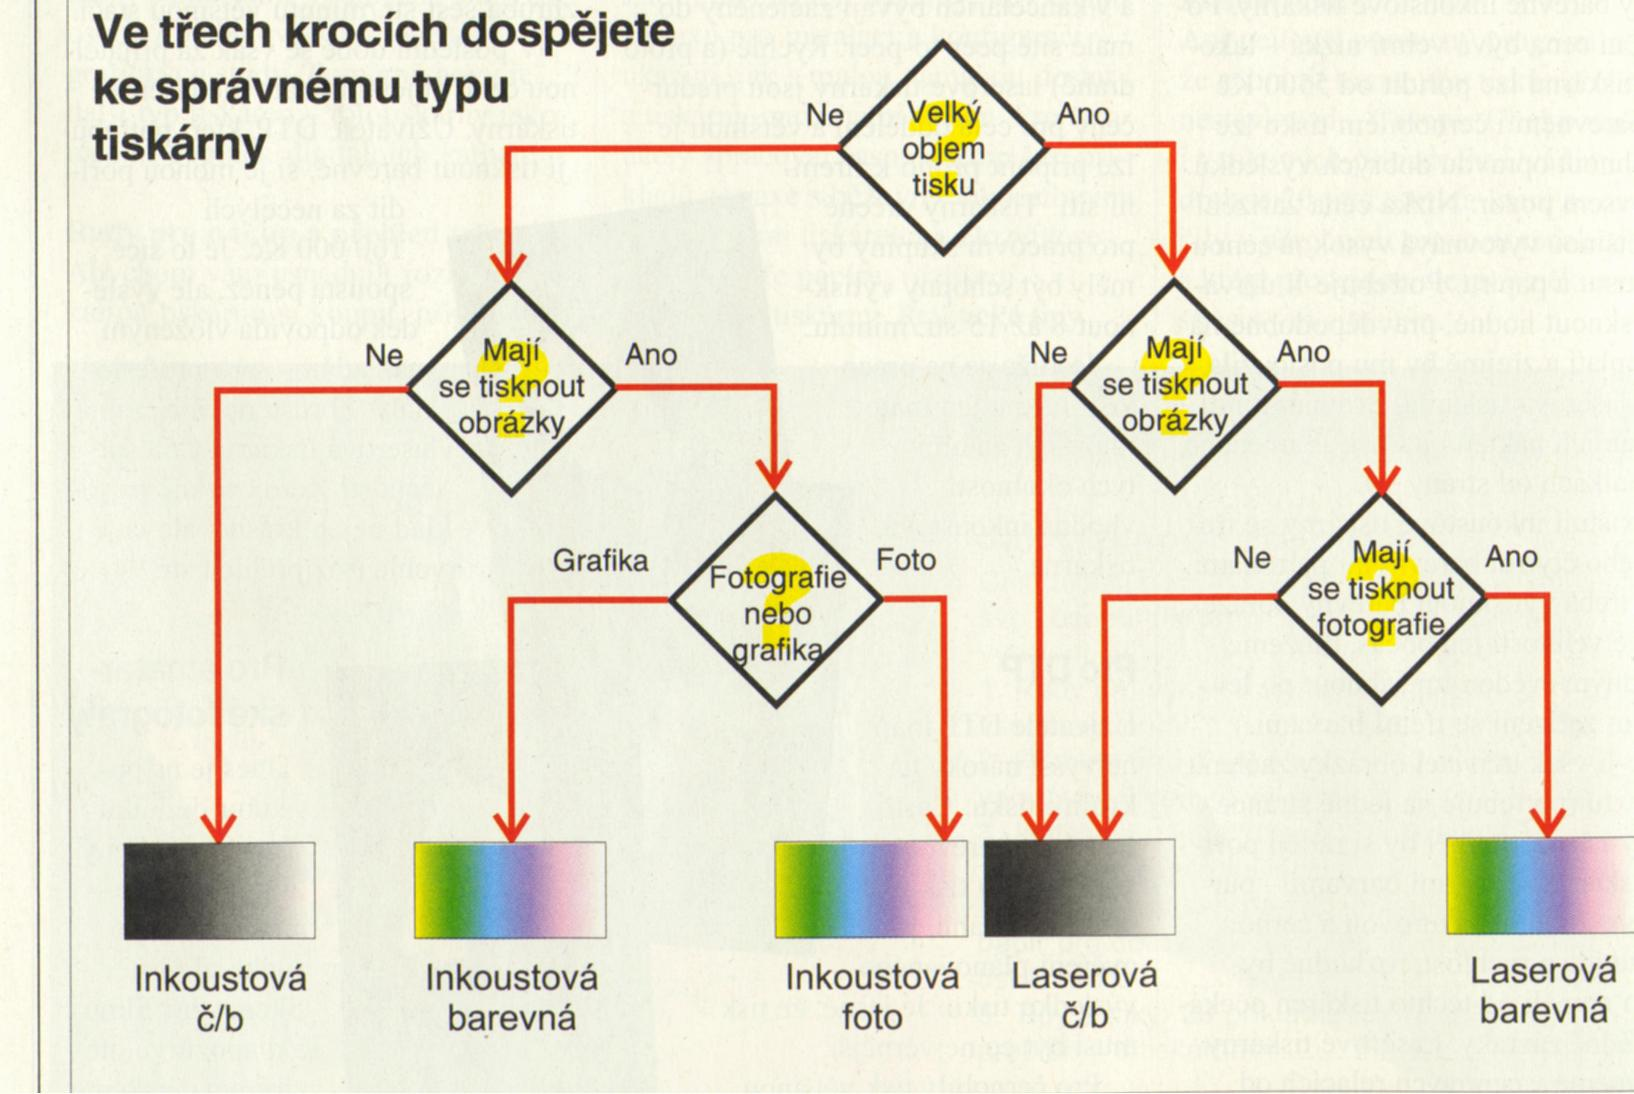 Ve třech krocích dospějete
ke správnému typu
tiskárny
Ne
Velký
objem
tisku
Ano
Ne
Mají
se tisknout
obrázky
Ano
Ne
Mají
se tisknout
obrázky
Ano
Grafika
Fotografie
nebo
grafika
Foto
Ne
Mají
se tisknout
fotografie
Ano
Inkoustová
č/b
Inkoustová
barevná
Inkoustová
foto
Laserová
č/b
Laserová
barevná